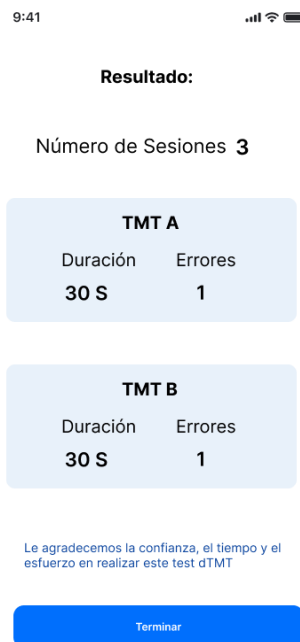 9:41
Resultado:
Número de Sesiones 3
TMT A
Duración Errores
30 S 1
TMT B
Duración Errores
30 S 1
Le agradecemos la confianza, el tiempo y el
esfuerzo en realizar este test dTMT
Terminar